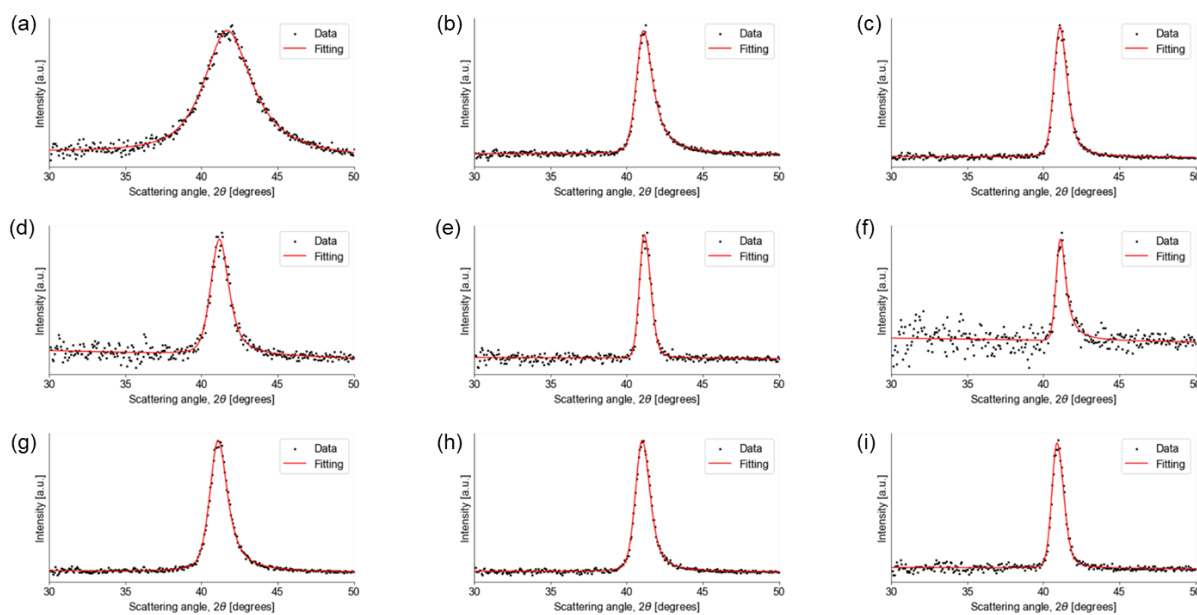 (a)
Intensity [a.u.]
Data
Fitting
30 35 40 45 50
Scattering angle, 2θ [degrees]
(b)
Intensity [a.u.]
Data
Fitting
30 35 40 45 50
Scattering angle, 2θ [degrees]
(c)
Intensity [a.u.]
Data
Fitting
30 35 40 45 50
Scattering angle, 2θ [degrees]
(d)
Intensity [a.u.]
Data
Fitting
30 35 40 45 50
Scattering angle, 2θ [degrees]
(e)
Intensity [a.u.]
Data
Fitting
30 35 40 45 50
Scattering angle, 2θ [degrees]
(f)
Intensity [a.u.]
Data
Fitting
30 35 40 45 50
Scattering angle, 2θ [degrees]
(g)
Intensity [a.u.]
Data
Fitting
30 35 40 45 50
Scattering angle, 2θ [degrees]
(h)
Intensity [a.u.]
Data
Fitting
30 35 40 45 50
Scattering angle, 2θ [degrees]
(i)
Intensity [a.u.]
Data
Fitting
30 35 40 45 50
Scattering angle, 2θ [degrees]